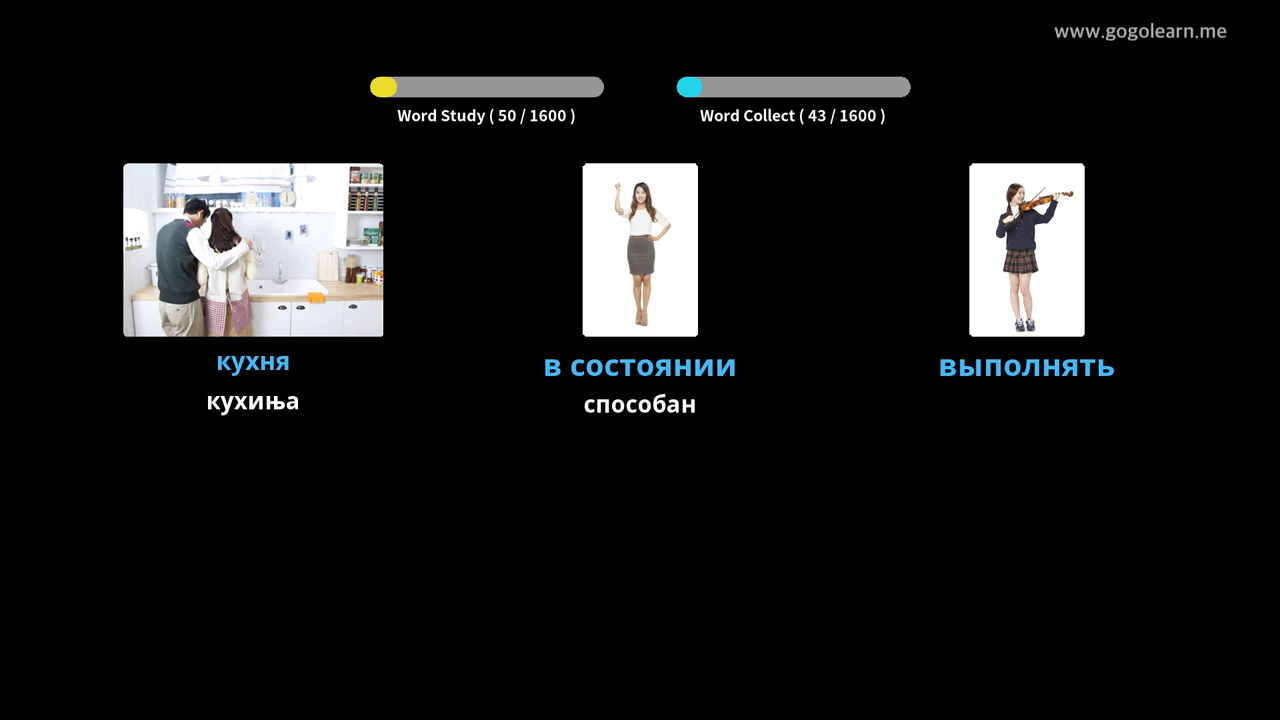 www.gogolearn.me
Word Study ( 50 / 1600 )
Word Collect ( 43 / 1600 )
кухня
кухиња
в состоянии
способан
выполнять